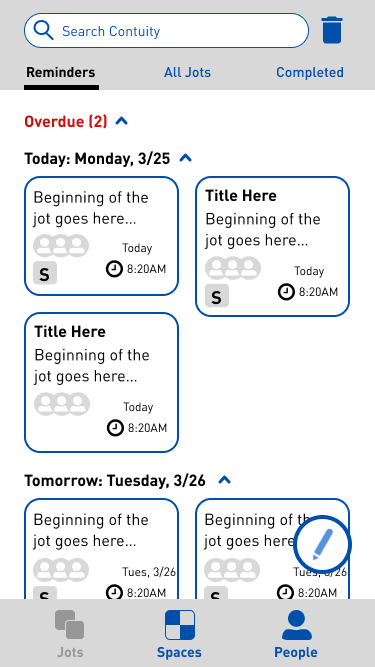 Search Contuity
Reminders
All Jots
Completed
Overdue (2)
Today: Monday, 3/25
Beginning of the
jot goes here...
Today
8:20AM
S
Title Here
Beginning of the
jot goes here...
Today
8:20AM
S
Title Here
Beginning of the
jot goes here...
Today
8:20AM
Tomorrow: Tuesday, 3/26
Beginning of the
jot goes here...
Tues, 3/26
8:20AM
S
Beginning of the
jot goes here...
Tues, 3/26
8:20AM
S
Jots
Spaces
People